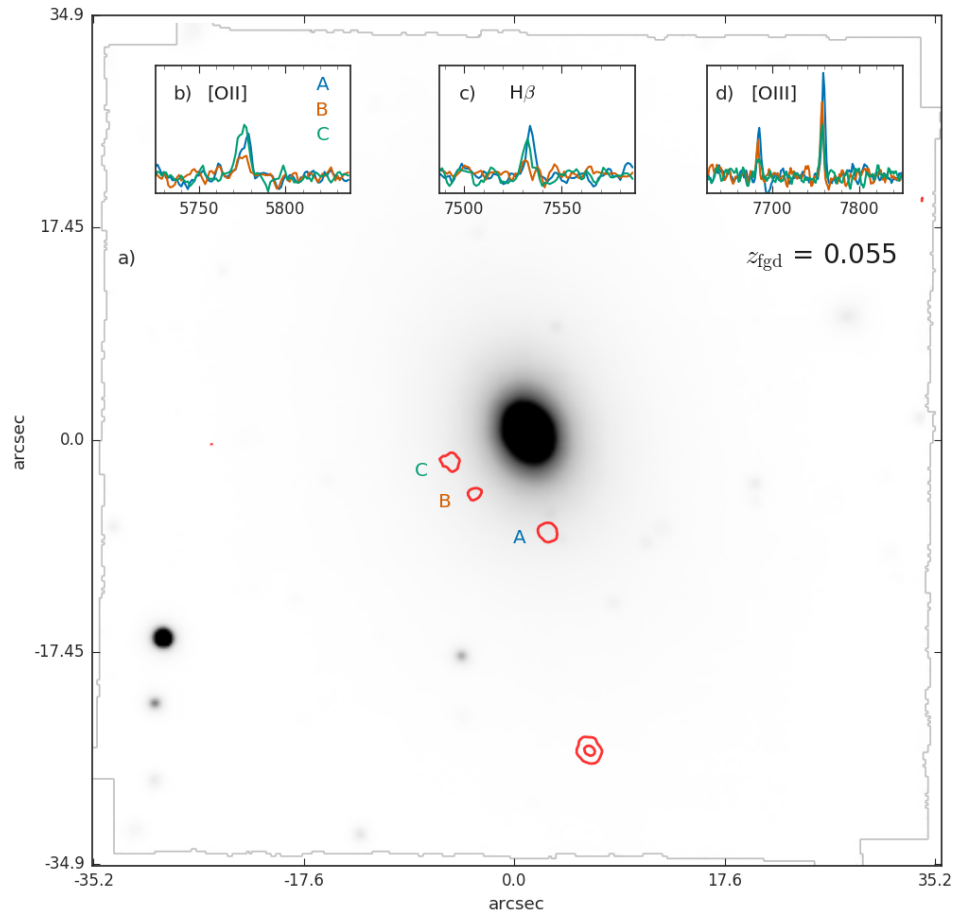 34.9
17.45
0.0
-17.45
-34.9
arcsec
b) [OII]
A
B
C
5750 5800
c) Hβ
7500 7550
d) [OIII]
7700 7800
a)
z_fgd = 0.055
C
B
A
-35.2 -17.6 0.0 17.6 35.2
arcsec